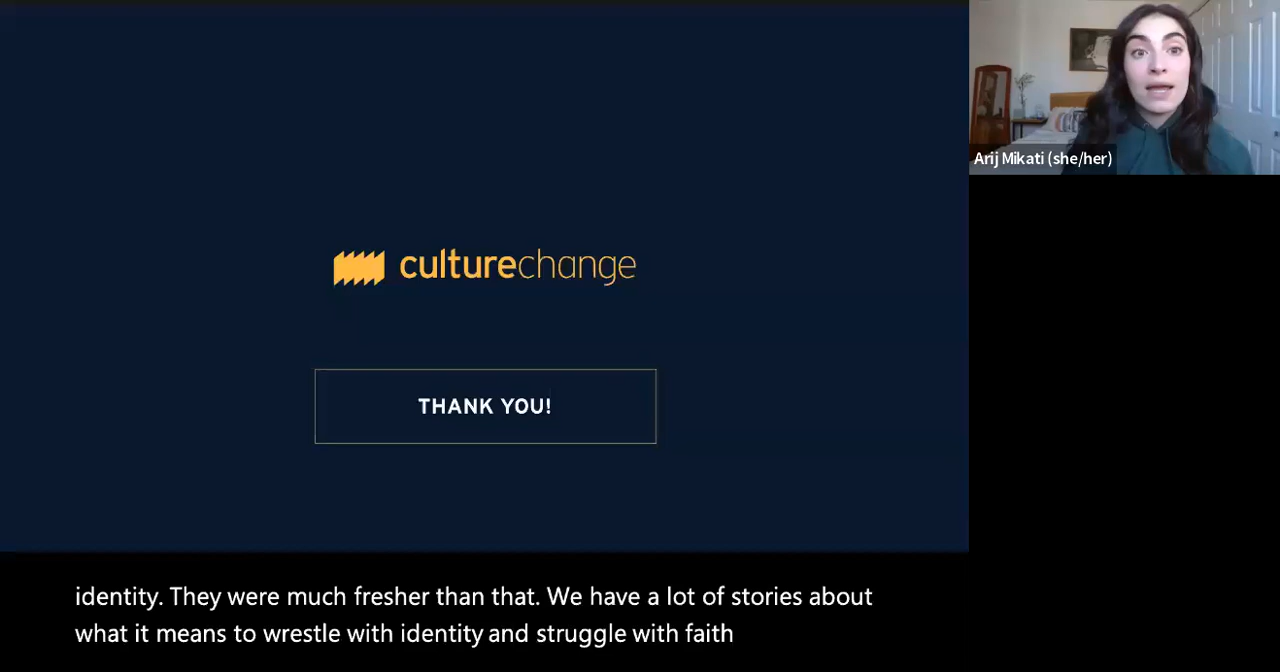 culturechange
THANK YOU!
Arij Mikati (she/her)
identity. They were much fresher than that. We have a lot of stories about
what it means to wrestle with identity and struggle with faith